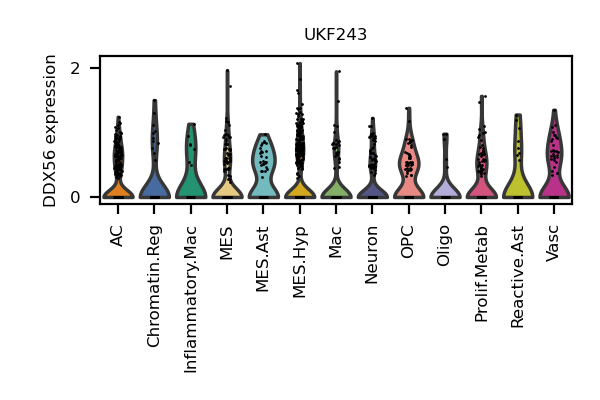 UKF243
DDX56 expression
2
0
AC
Chromatin.Reg
Inflammatory.Mac
MES
MES.Ast
MES.Hyp
Mac
Neuron
OPC
Oligo
Prolif.Metab
Reactive.Ast
Vasc